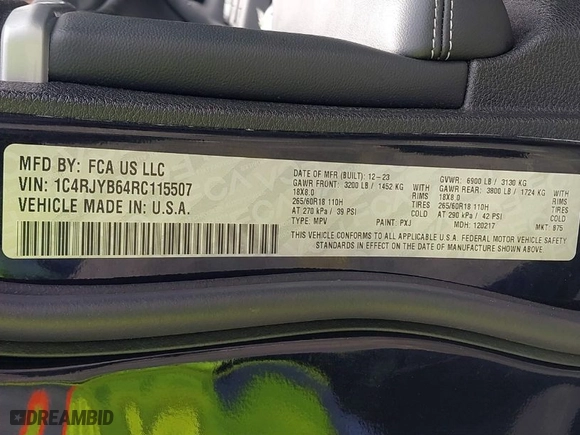 MFD BY: FCA US LLC
VIN: 1C4RJYB64RC115507
VEHICLE MADE IN: U.S.A.
DATE OF MFR (BUILT): 12-23
GAWR FRONT: 3200 LB / 1452 KG
18X8.0 RIMS
265/60R18 110H TIRES
AT 270 kPa / 39 PSI
TYPE: MPV
PAINT: PXJ
GVWR: 6900 LB / 3130 KG
GAWR REAR: 3800 LB / 1724 KG
18X8.0 RIMS
265/60R18 110H TIRES
AT 290 kPa / 42 PSI
MDH: 120217
MKT: 875
THIS VEHICLE CONFORMS TO ALL APPLICABLE U.S.A. FEDERAL MOTOR VEHICLE SAFETY
STANDARDS IN EFFECT ON THE DATE OF MANUFACTURE SHOWN ABOVE.
DREAMBID